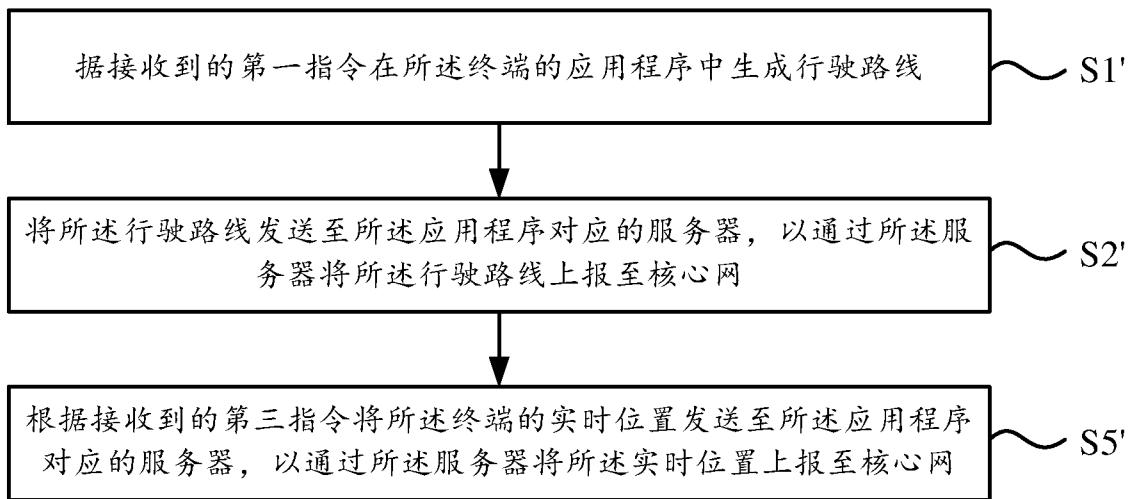 据接收到的第一指令在所述终端的应用程序中生成行驶路线
S1'
将所述行驶路线发送至所述应用程序对应的服务器，以通过所述服
务器将所述行驶路线上报至核心网
S2'
根据接收到的第三指令将所述终端的实时位置发送至所述应用程序
对应的服务器，以通过所述服务器将所述实时位置上报至核心网
S5'